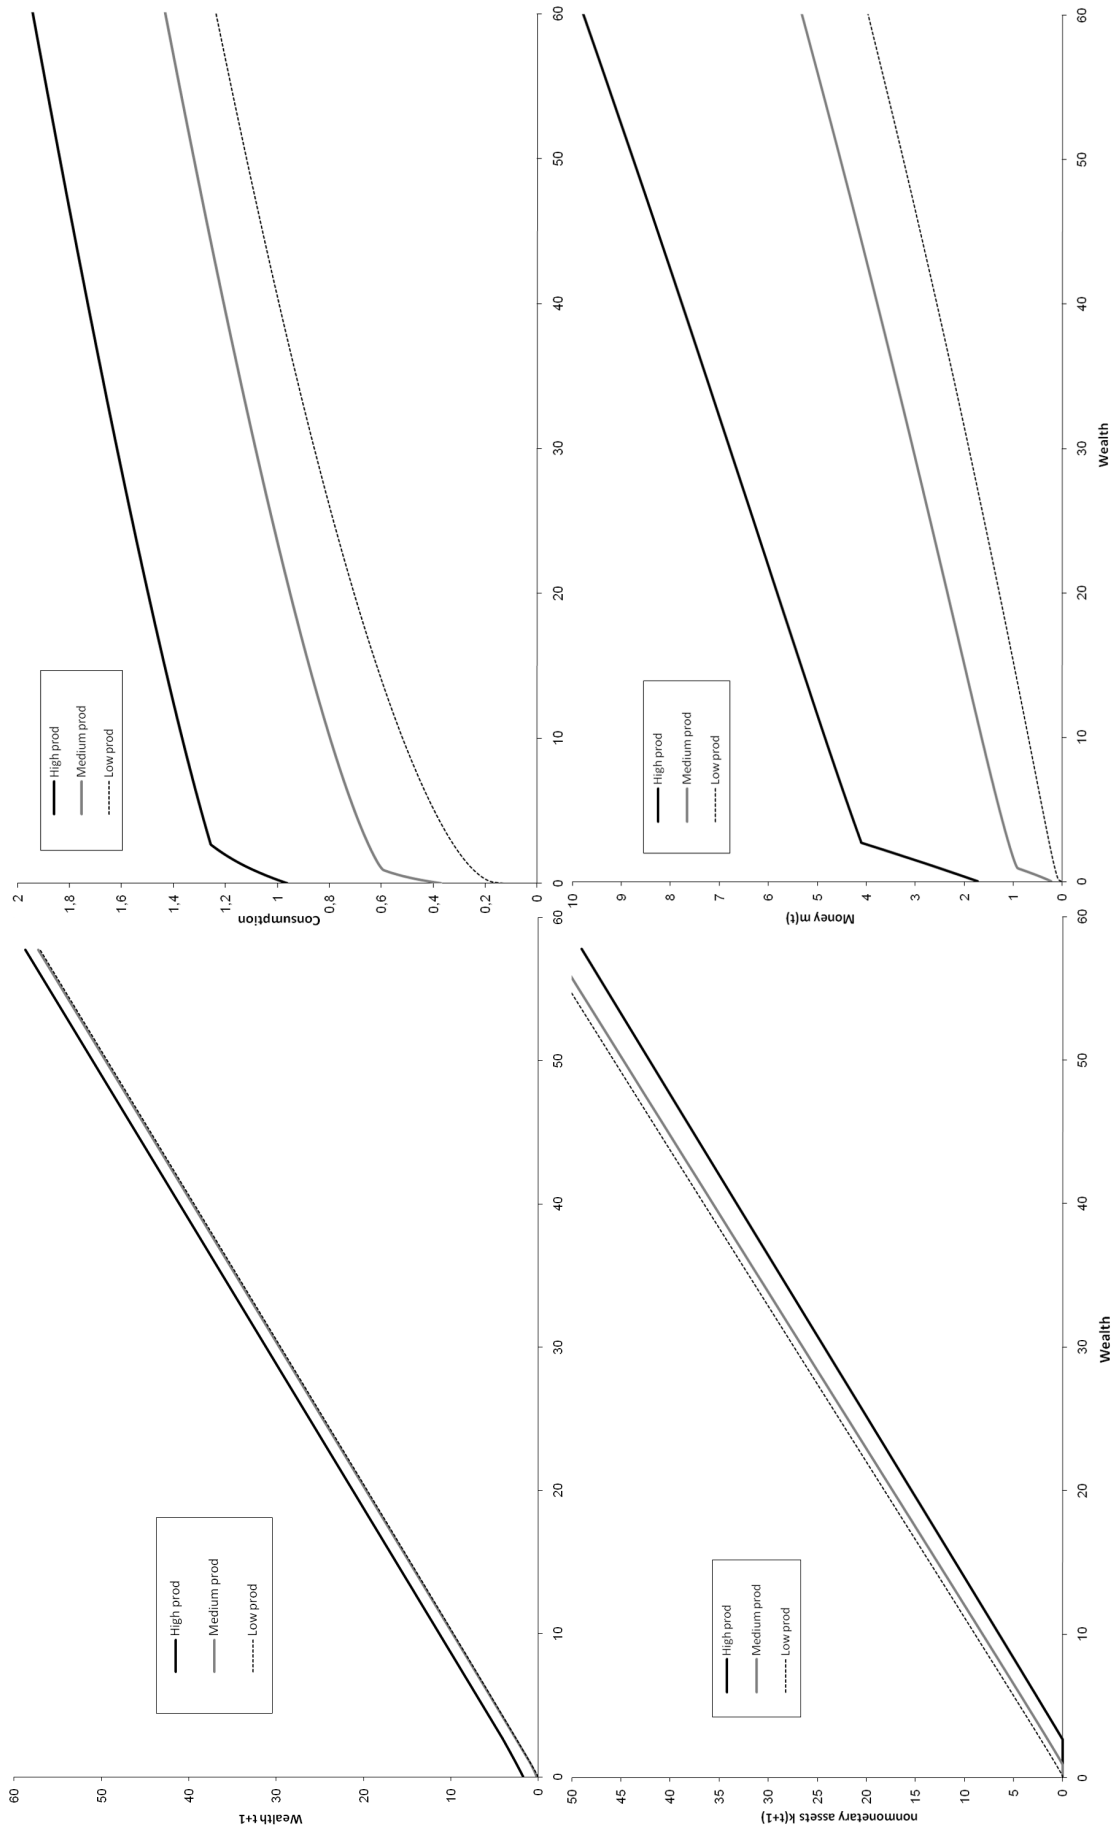 Wealth t+1
60
50
40
30
20
10
0
High prod
Medium prod
Low prod
0 10 20 30 40 50 60
Consumption
2
1.8
1.6
1.4
1.2
1
0.8
0.6
0.4
0.2
0
High prod
Medium prod
Low prod
0 10 20 30 40 50 60
nonmonetary assets k(t+1)
50
45
40
35
30
25
20
15
10
5
0
High prod
Medium prod
Low prod
0 10 20 30 40 50 60
Wealth
Money m(t)
10
9
8
7
6
5
4
3
2
1
0
High prod
Medium prod
Low prod
0 10 20 30 40 50 60
Wealth